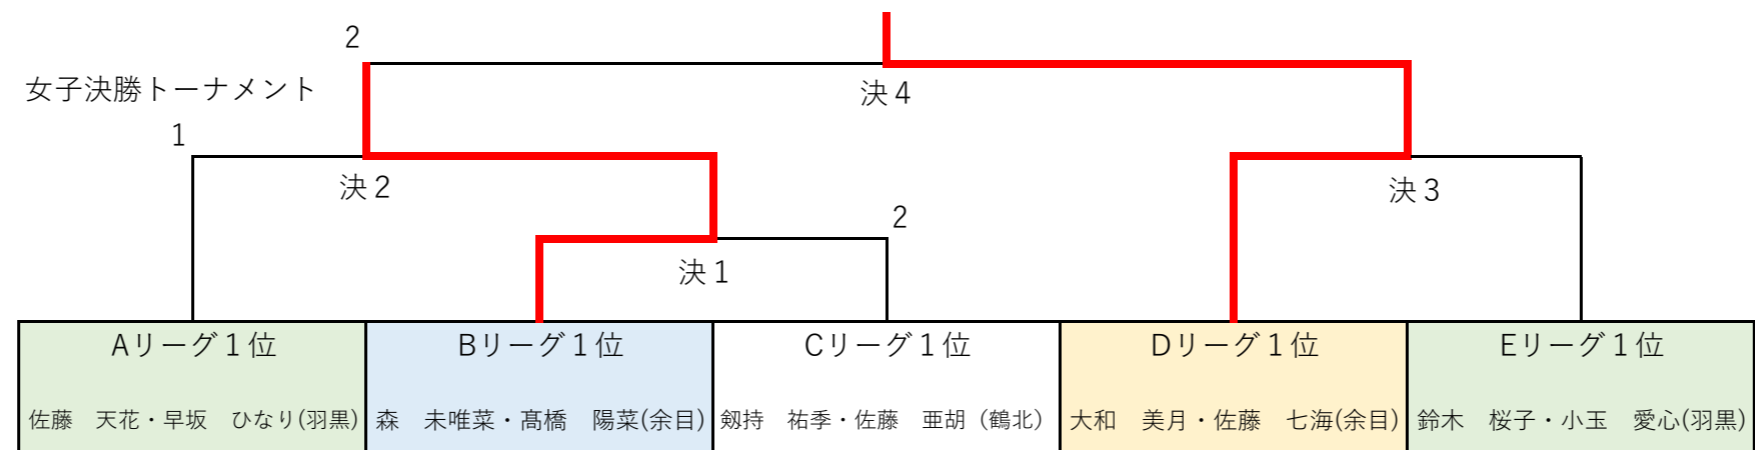 2
女子決勝トーナメント
決４
1
決２
決３
2
決１
Aリーグ１位
Bリーグ１位
Cリーグ１位
Dリーグ１位
Eリーグ１位
佐藤　天花・早坂　ひなり(羽黒)
森　未唯菜・髙橋　陽菜(余目)
剱持　祐季・佐藤　亜胡（鶴北）
大和　美月・佐藤　七海(余目)
鈴木　桜子・小玉　愛心(羽黒)